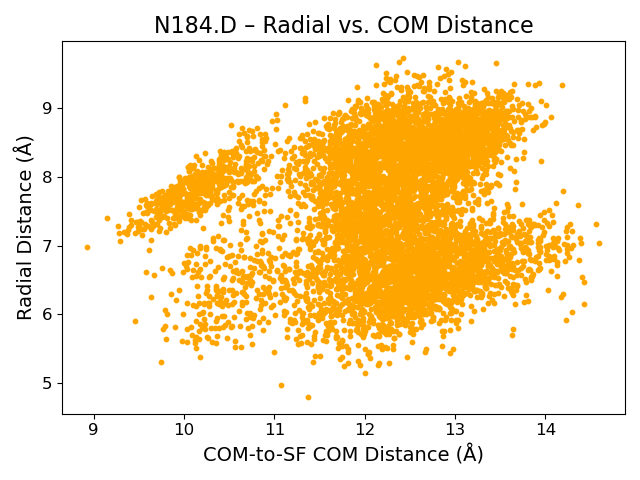 N184.D – Radial vs. COM Distance
Radial Distance (Å)
9
8
7
6
5
9 10 11 12 13 14
COM-to-SF COM Distance (Å)